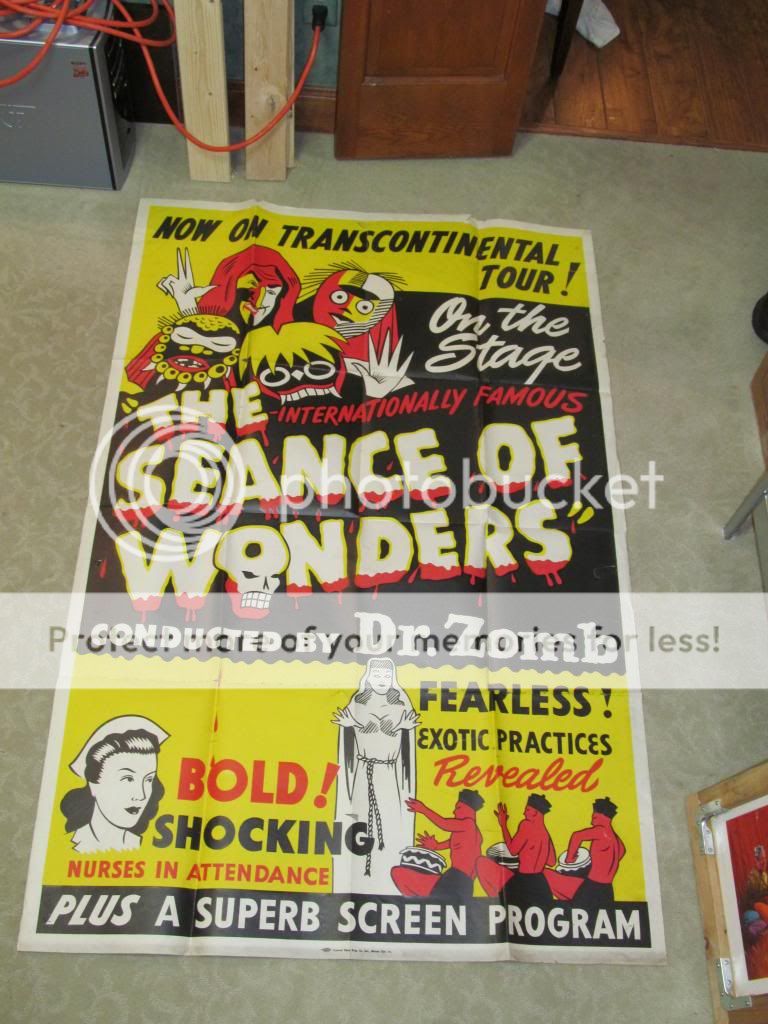 NOW ON TRANSCONTINENTAL
TOUR!
On the
Stage
"THE INTERNATIONALLY FAMOUS
SEANCE OF
WONDERS"
photobucket
CONDUCTED BY Dr. Zomb
Protect more of your memories for less!
FEARLESS!
EXOTIC PRACTICES
Revealed
BOLD!
SHOCKING
NURSES IN ATTENDANCE
PLUS A SUPERB SCREEN PROGRAM